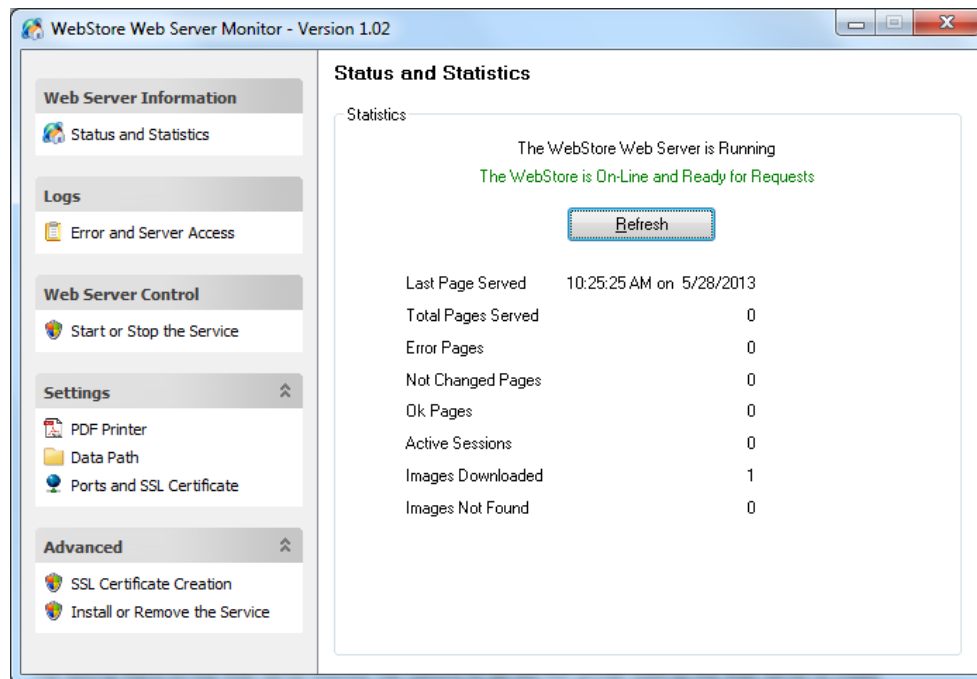 WebStore Web Server Monitor - Version 1.02
Web Server Information
Status and Statistics
Logs
Error and Server Access
Web Server Control
Start or Stop the Service
Settings
PDF Printer
Data Path
Ports and SSL Certificate
Advanced
SSL Certificate Creation
Install or Remove the Service
Status and Statistics
Statistics
The WebStore Web Server is Running
The WebStore is On-Line and Ready for Requests
Refresh
Last Page Served 10:25:25 AM on 5/28/2013
Total Pages Served 0
Error Pages 0
Not Changed Pages 0
Ok Pages 0
Active Sessions 0
Images Downloaded 1
Images Not Found 0